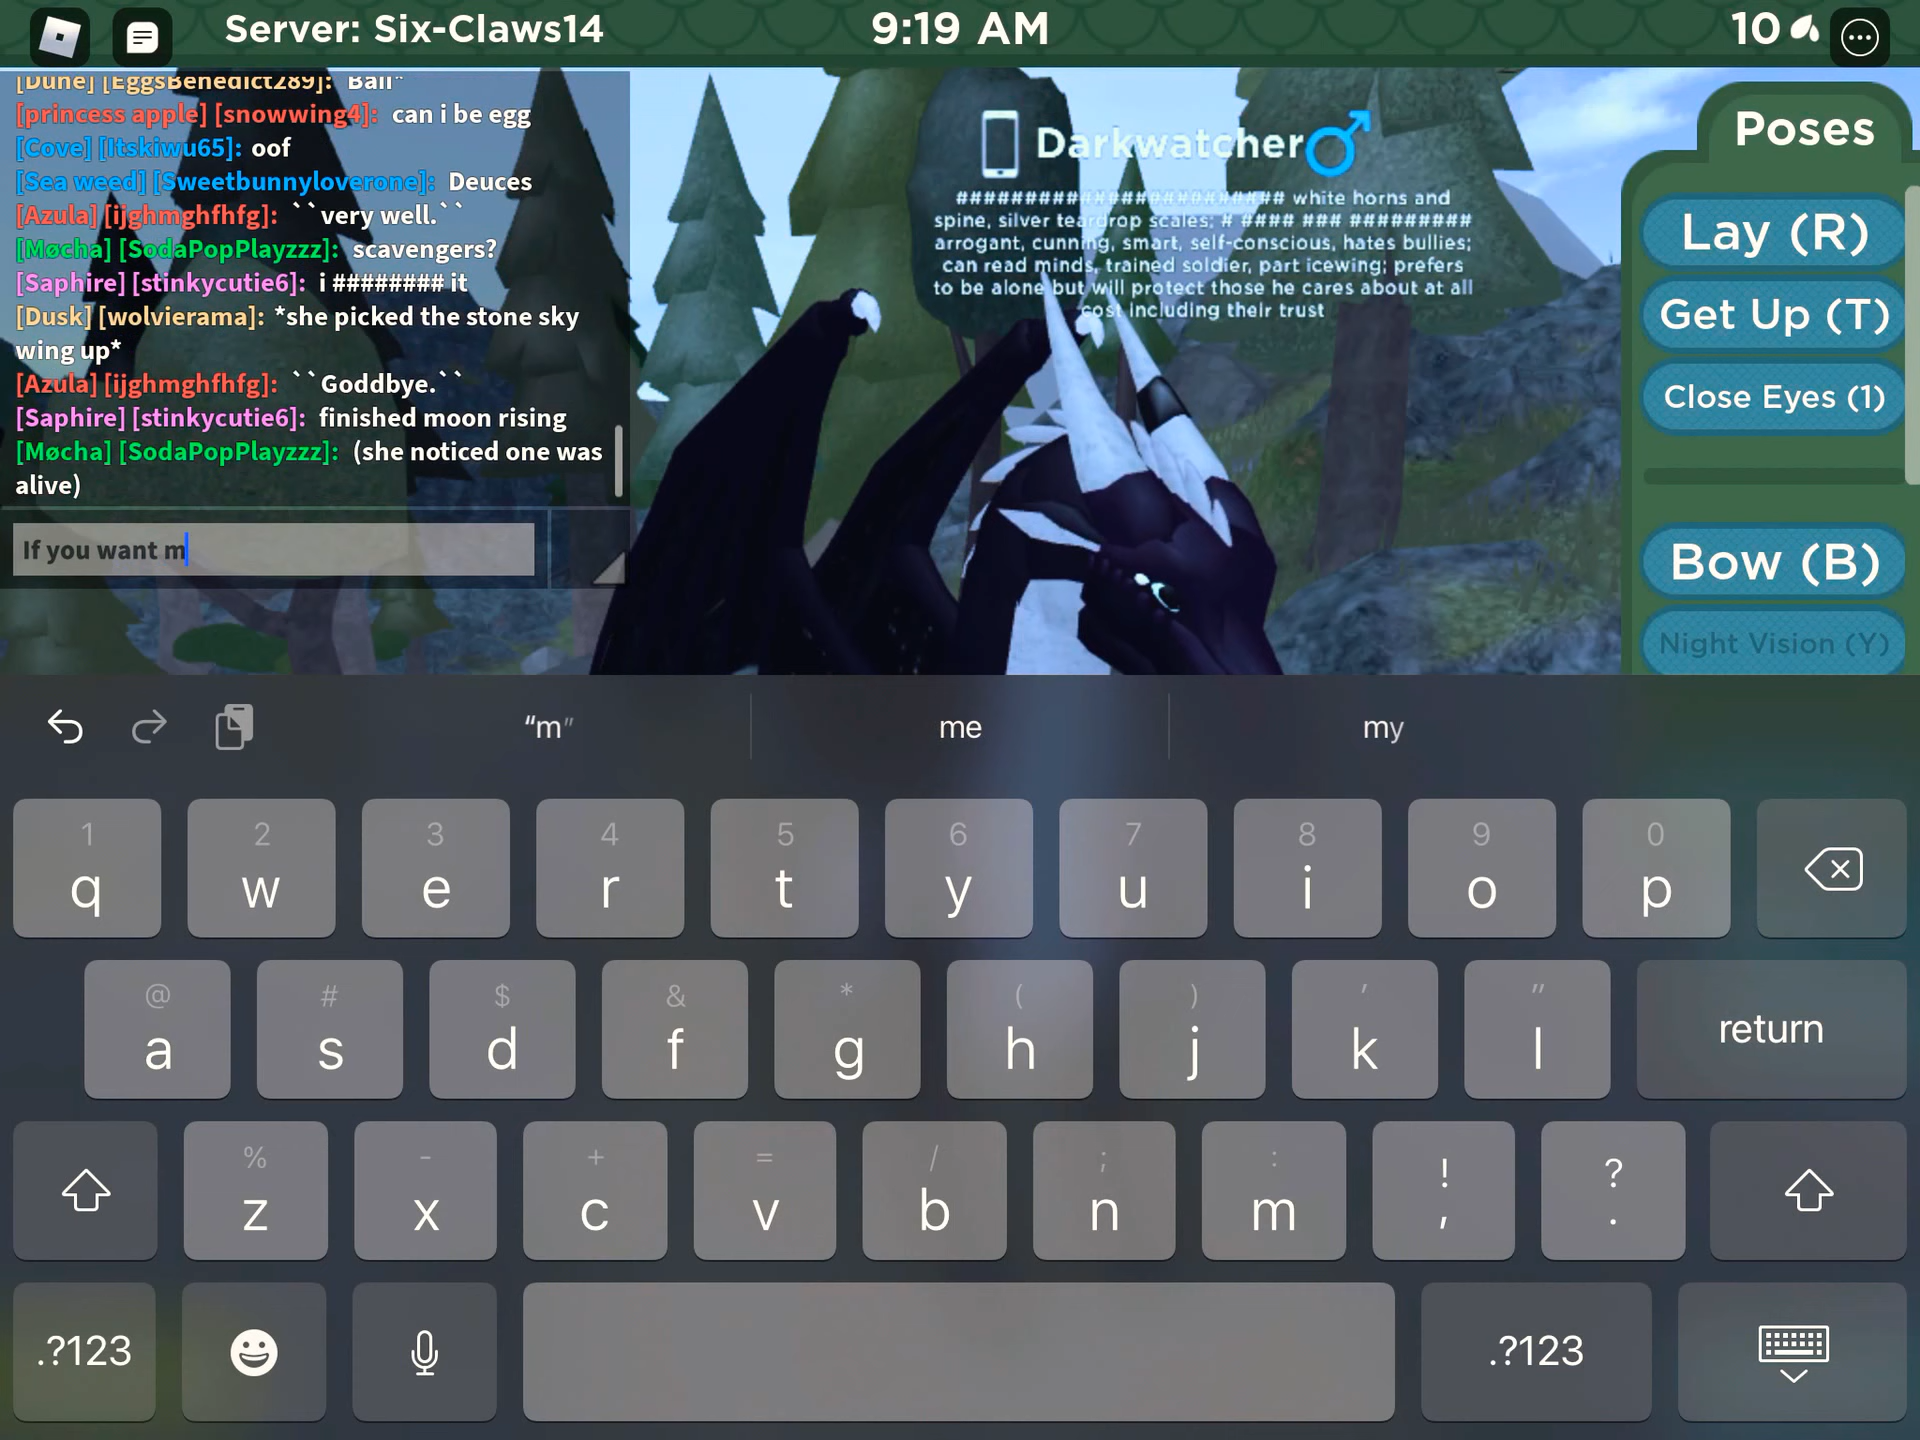 Server: Six-Claws14
9:19 AM
10
[Dune] [EggsBenedict289]: Ball*
[princess apple] [snowwing4]: can i be egg
[Cove] [Itskiwu65]: oof
[Sea weed] [Sweetbunnyloverone]: Deuces
[Azula] [ijghmghfhfg]: ``very well.``
[Møcha] [SodaPopPlayzzz]: scavengers?
[Saphire] [stinkycutie6]: i ######## it
[Dusk] [wolvierama]: *she picked the stone sky
wing up*
[Azula] [ijghmghfhfg]: ``Goddbye.``
[Saphire] [stinkycutie6]: finished moon rising
[Møcha] [SodaPopPlayzzz]: (she noticed one was
alive)
If you want m
Darkwatcher
######################### white horns and
spine, silver teardrop scales; # #### ### #########
arrogant, cunning, smart, self-conscious, hates bullies;
can read minds, trained soldier, part icewing; prefers
to be alone but will protect those he cares about at all
cost including their trust
Poses
Lay (R)
Get Up (T)
Close Eyes (1)
Bow (B)
Night Vision (Y)
“m” me my
1 2 3 4 5 6 7 8 9 0
q w e r t y u i o p
@ # $ & * ( ) ' "
a s d f g h j k l return
% - + = / ; : ! ?
z x c v b n m , .
.?123 .?123